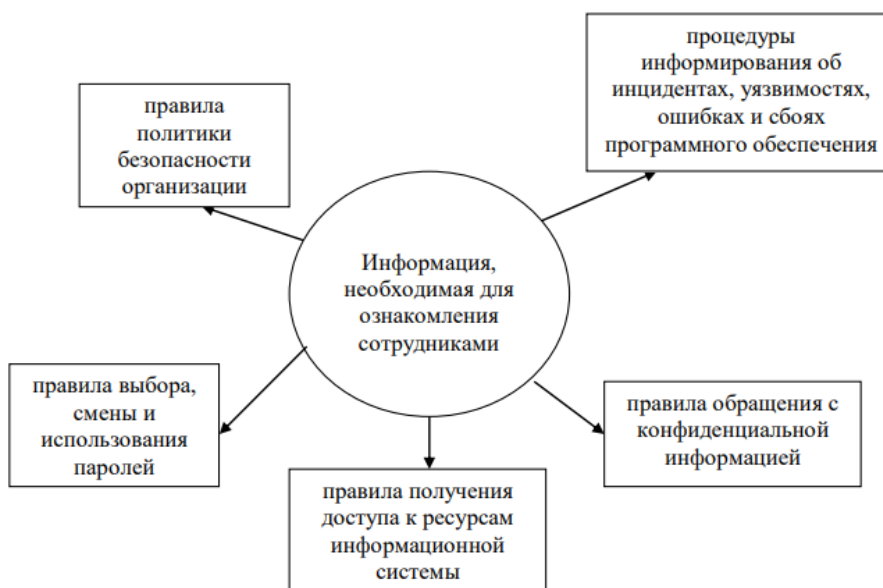 процедуры
информирования об
инцидентах, уязвимостях,
ошибках и сбоях
программного обеспечения
правила
политики
безопасности
организации
Информация,
необходимая для
ознакомления
сотрудниками
правила выбора,
смены и
использования
паролей
правила обращения с
конфиденциальной
информацией
правила получения
доступа к ресурсам
информационной
системы